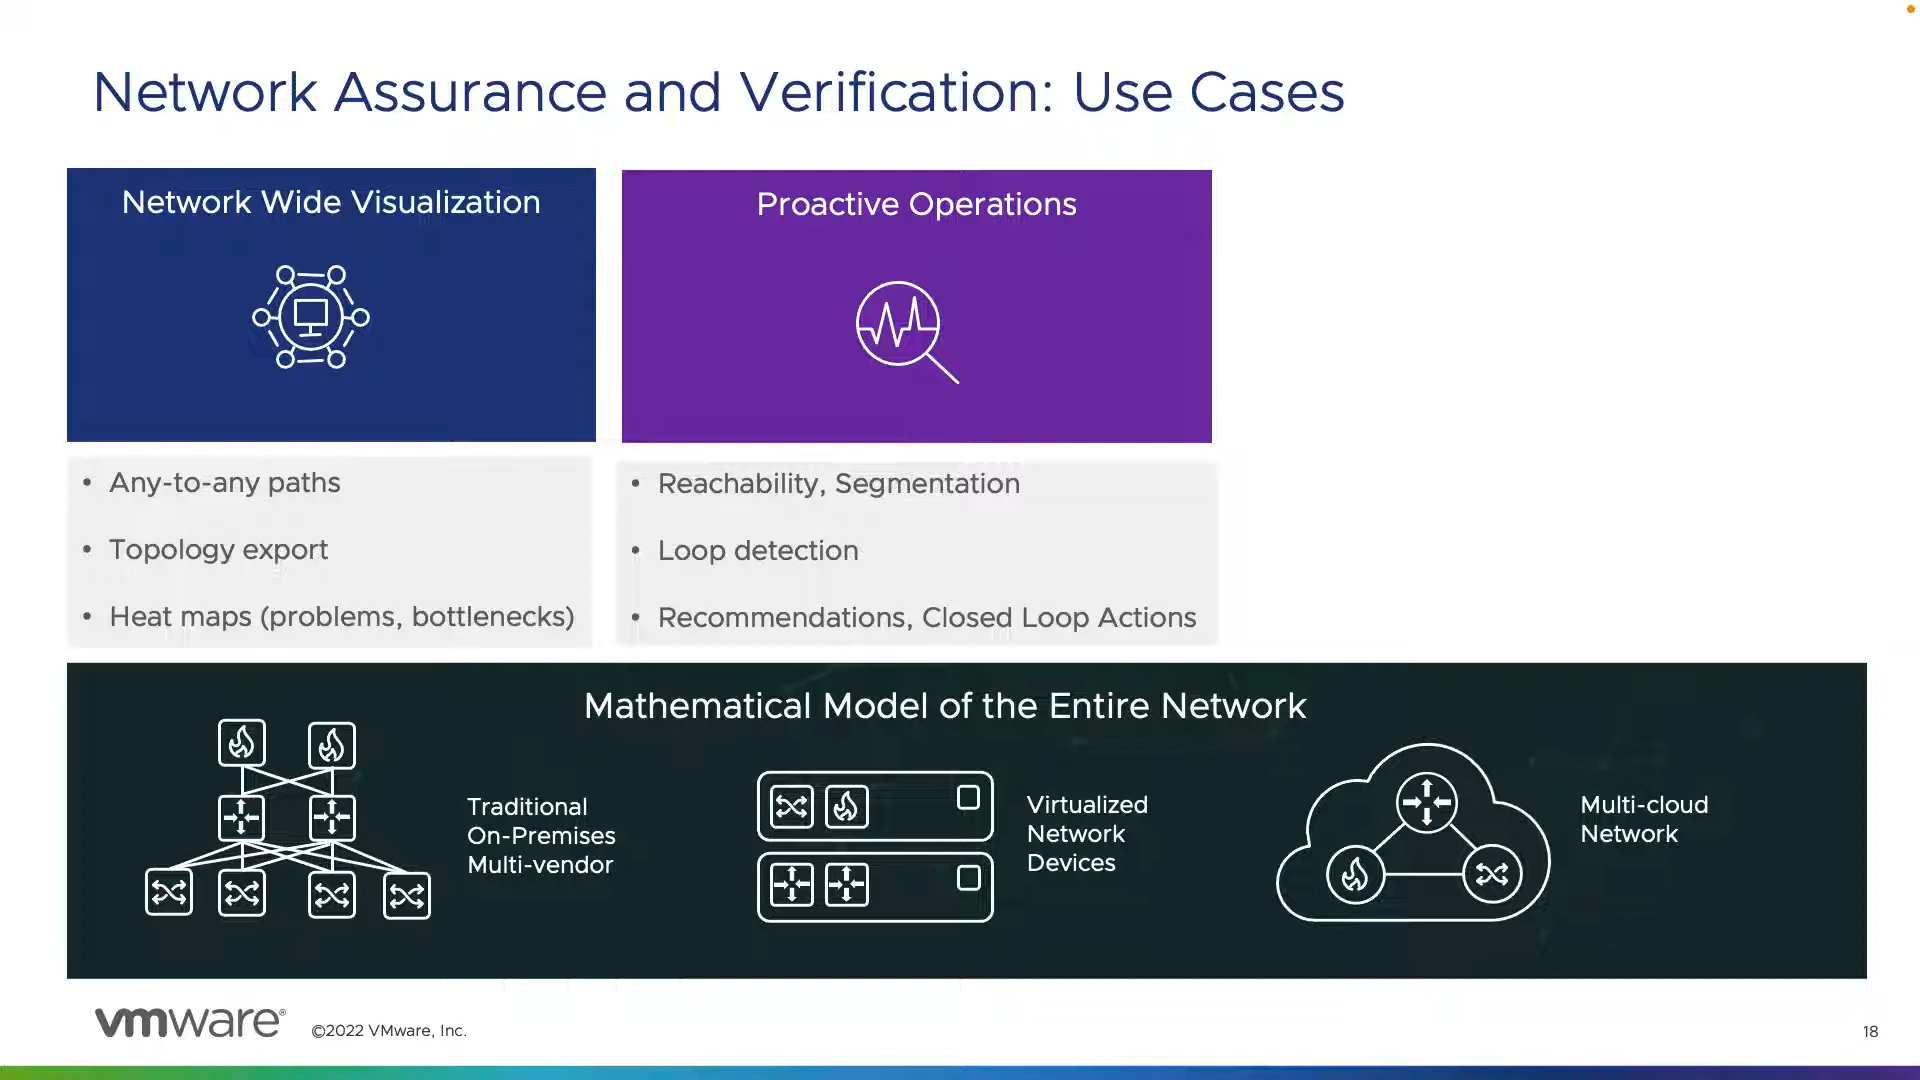 Network Assurance and Verification: Use Cases
Network Wide Visualization
• Any-to-any paths
• Topology export
• Heat maps (problems, bottlenecks)
Proactive Operations
• Reachability, Segmentation
• Loop detection
• Recommendations, Closed Loop Actions
Mathematical Model of the Entire Network
Traditional
On-Premises
Multi-vendor
Virtualized
Network
Devices
Multi-cloud
Network
vmware®
©2022 VMware, Inc.
18